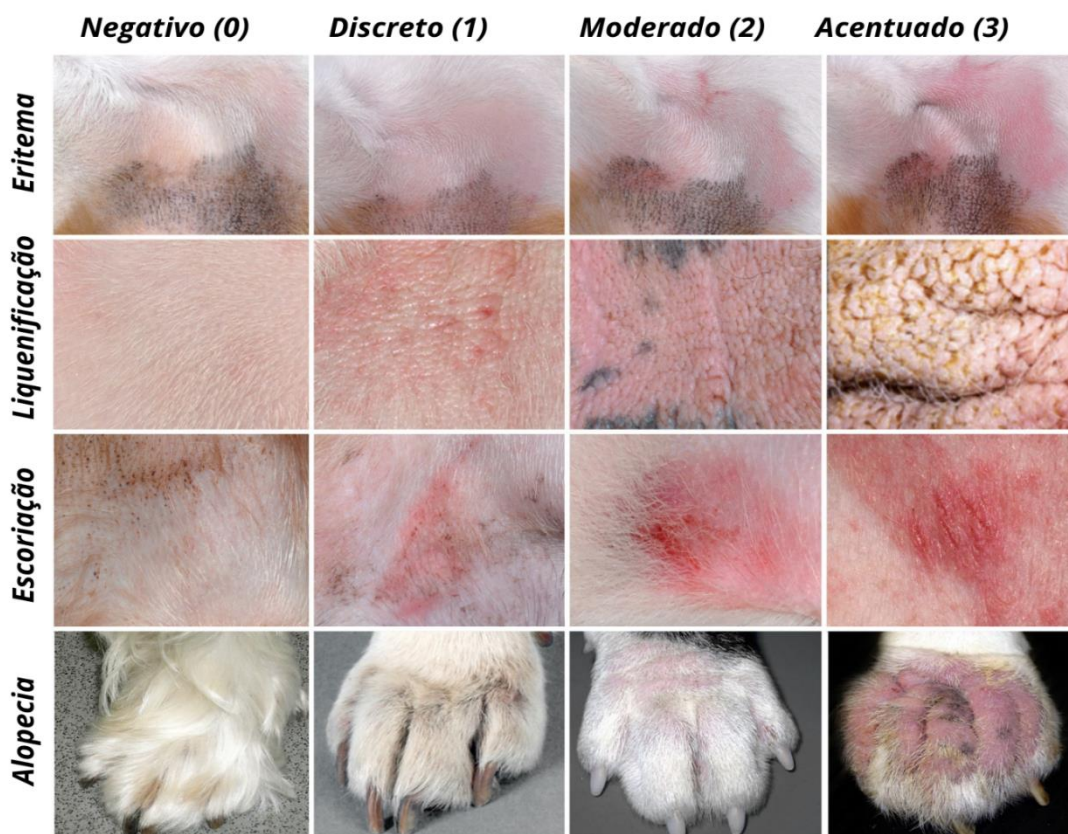 Negativo (0) Discreto (1) Moderado (2) Acentuado (3)
Eritema
Liquenificação
Escoriação
Alopecia